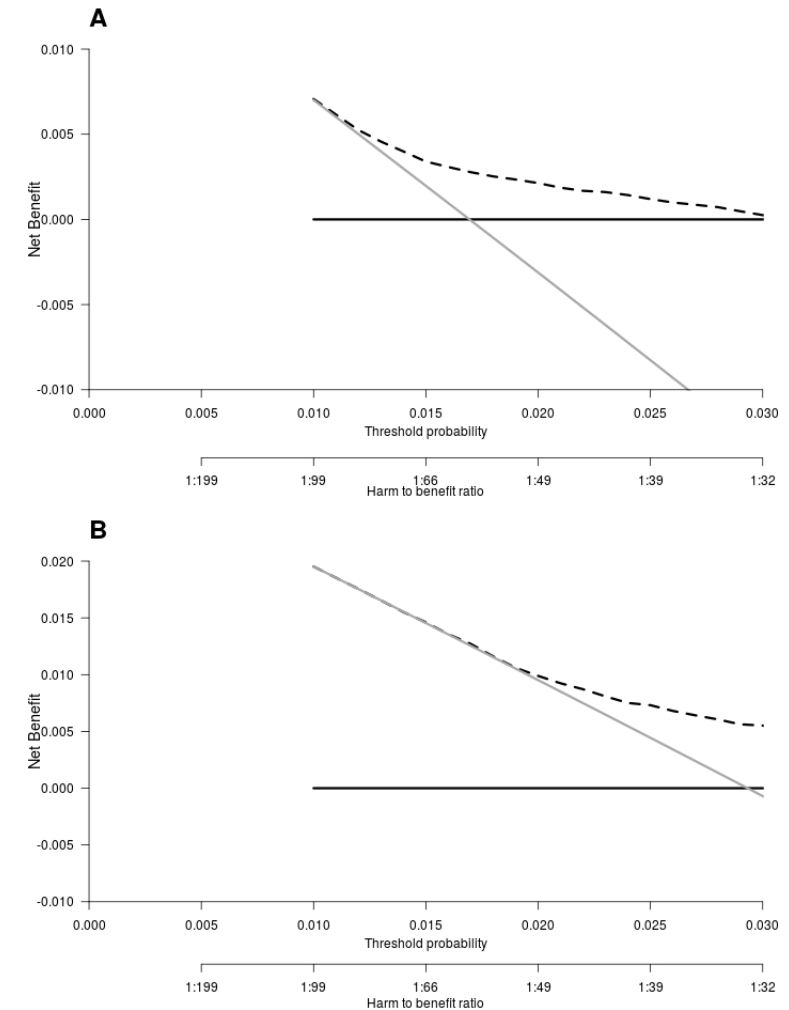 A
0.010
0.005
0.000
-0.005
-0.010
Net Benefit
0.000 0.005 0.010 0.015 0.020 0.025 0.030
Threshold probability
1:199 1:99 1:66 1:49 1:39 1:32
Harm to benefit ratio
B
0.020
0.015
0.010
0.005
0.000
-0.005
-0.010
Net Benefit
0.000 0.005 0.010 0.015 0.020 0.025 0.030
Threshold probability
1:199 1:99 1:66 1:49 1:39 1:32
Harm to benefit ratio